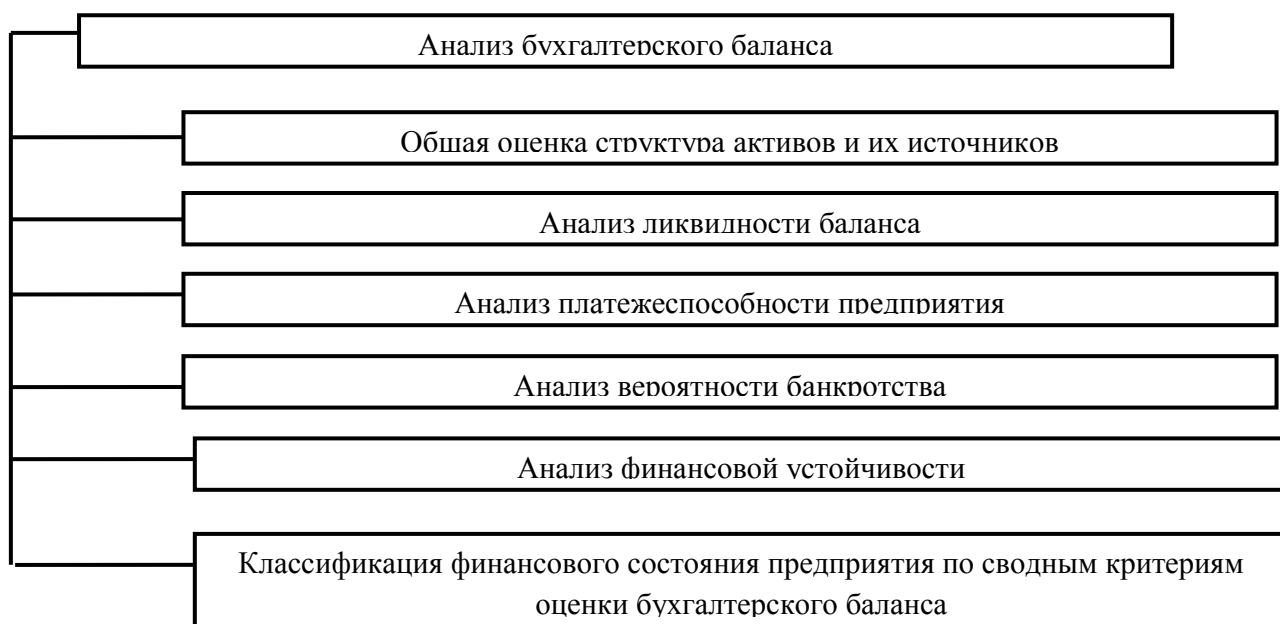 Анализ бухгалтерского баланса
Общая оценка структура активов и их источников
Анализ ликвидности баланса
Анализ платежеспособности предприятия
Анализ вероятности банкротства
Анализ финансовой устойчивости
Классификация финансового состояния предприятия по сводным критериям
оценки бухгалтерского баланса